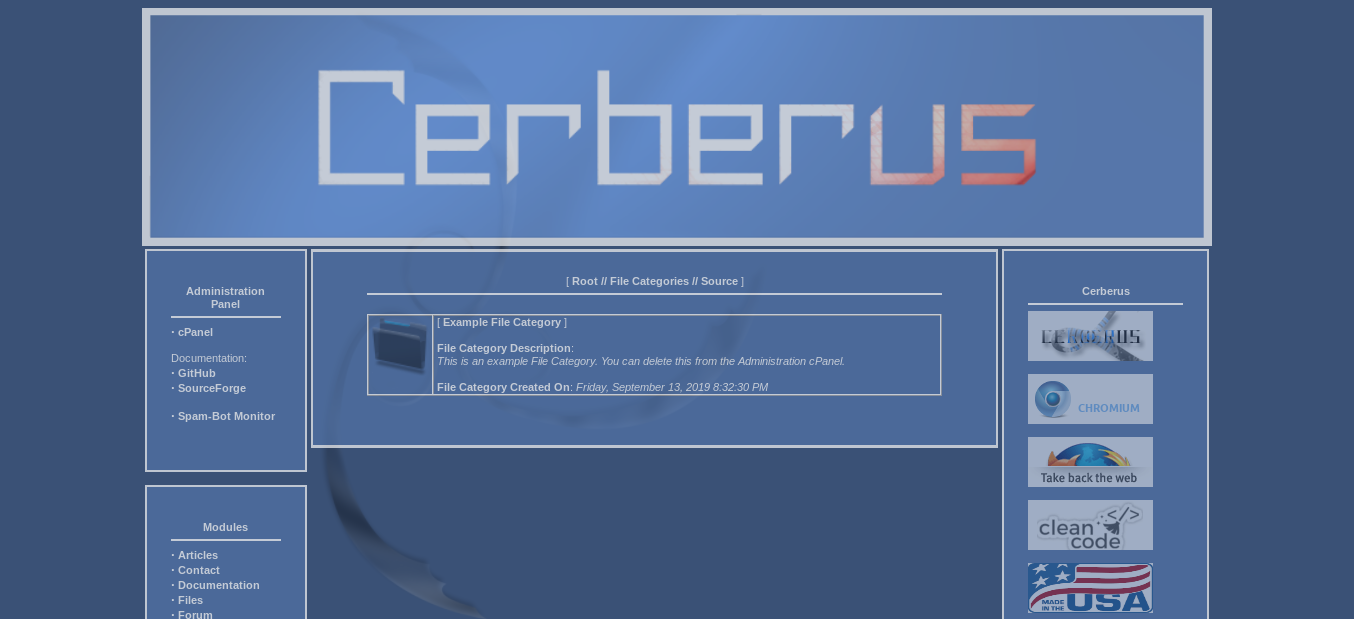 Cerberus
Administration
Panel
· cPanel
Documentation:
· GitHub
· SourceForge
· Spam-Bot Monitor
Modules
· Articles
· Contact
· Documentation
· Files
· Forum
[ Root // File Categories // Source ]
[ Example File Category ]
File Category Description:
This is an example File Category. You can delete this from the Administration cPanel.
File Category Created On: Friday, September 13, 2019 8:32:30 PM
Cerberus
CERBERUS
CHROMIUM
Take back the web
clean </>
code
MADE
IN THE
USA